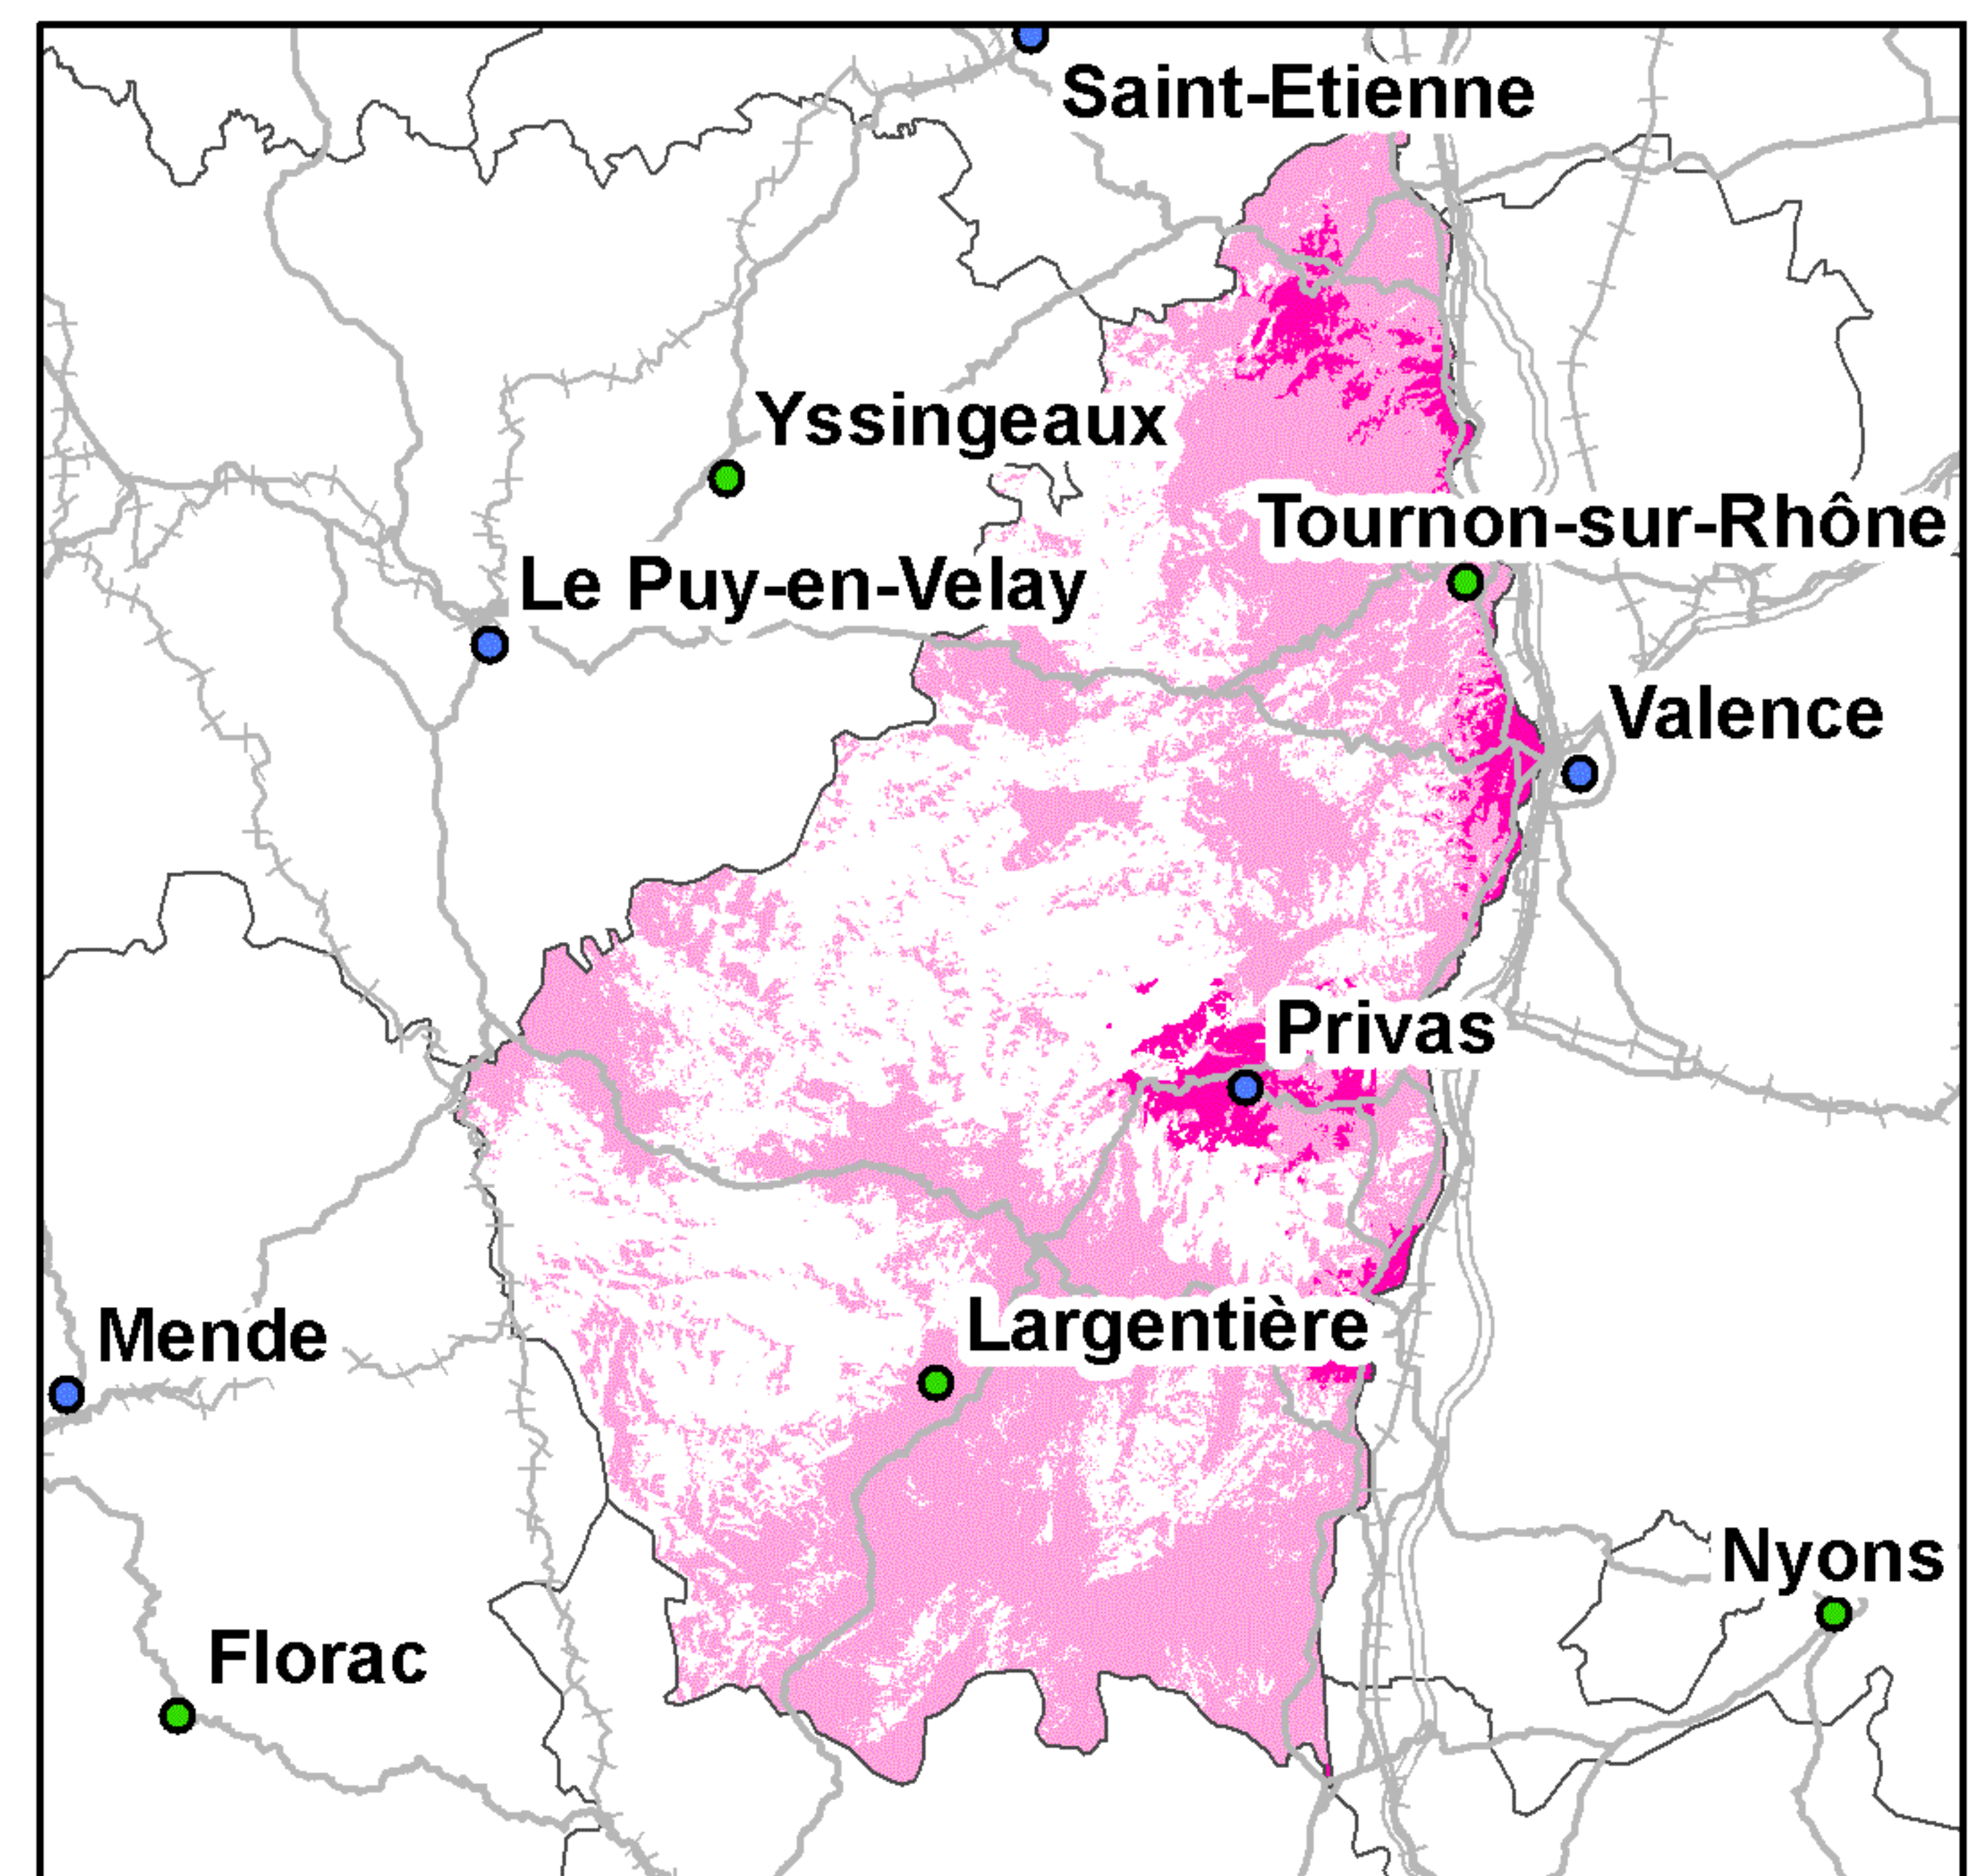 Saint-Etienne
Yssingeaux
Tournon-sur-Rhône
Le Puy-en-Velay
Valence
Privas
Largentière
Mende
Nyons
Florac